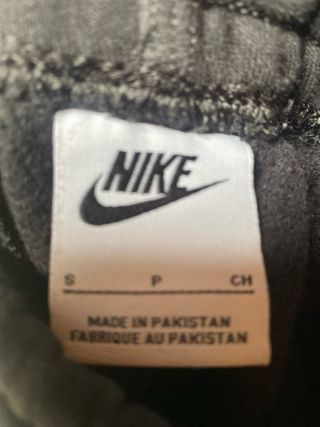 NIKE
S P CH
MADE IN PAKISTAN
FABRIQUE AU PAKISTAN